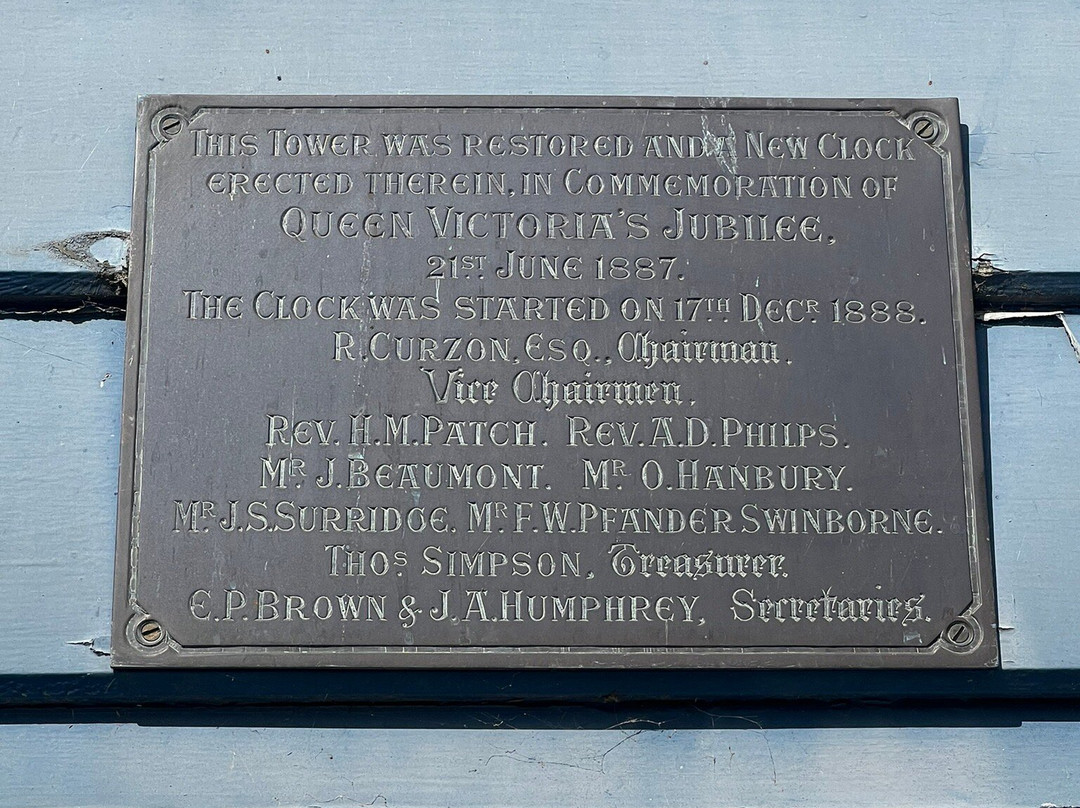 This Tower was restored and a New Clock
erected therein, in Commemoration of
Queen Victoria's Jubilee,
21st June 1887.
The Clock was started on 17th Decr 1888.
R. Curzon, Esq., Chairman.
Vice Chairmen.
Rev. H. M. Patch. Rev. A. D. Philps.
Mr J. Beaumont. Mr O. Hanbury.
Mr J. S. Surridge. Mr F. W. Pfander Swinborne.
Thos Simpson, Treasurer.
E. P. Brown & J. A. Humphrey, Secretaries.